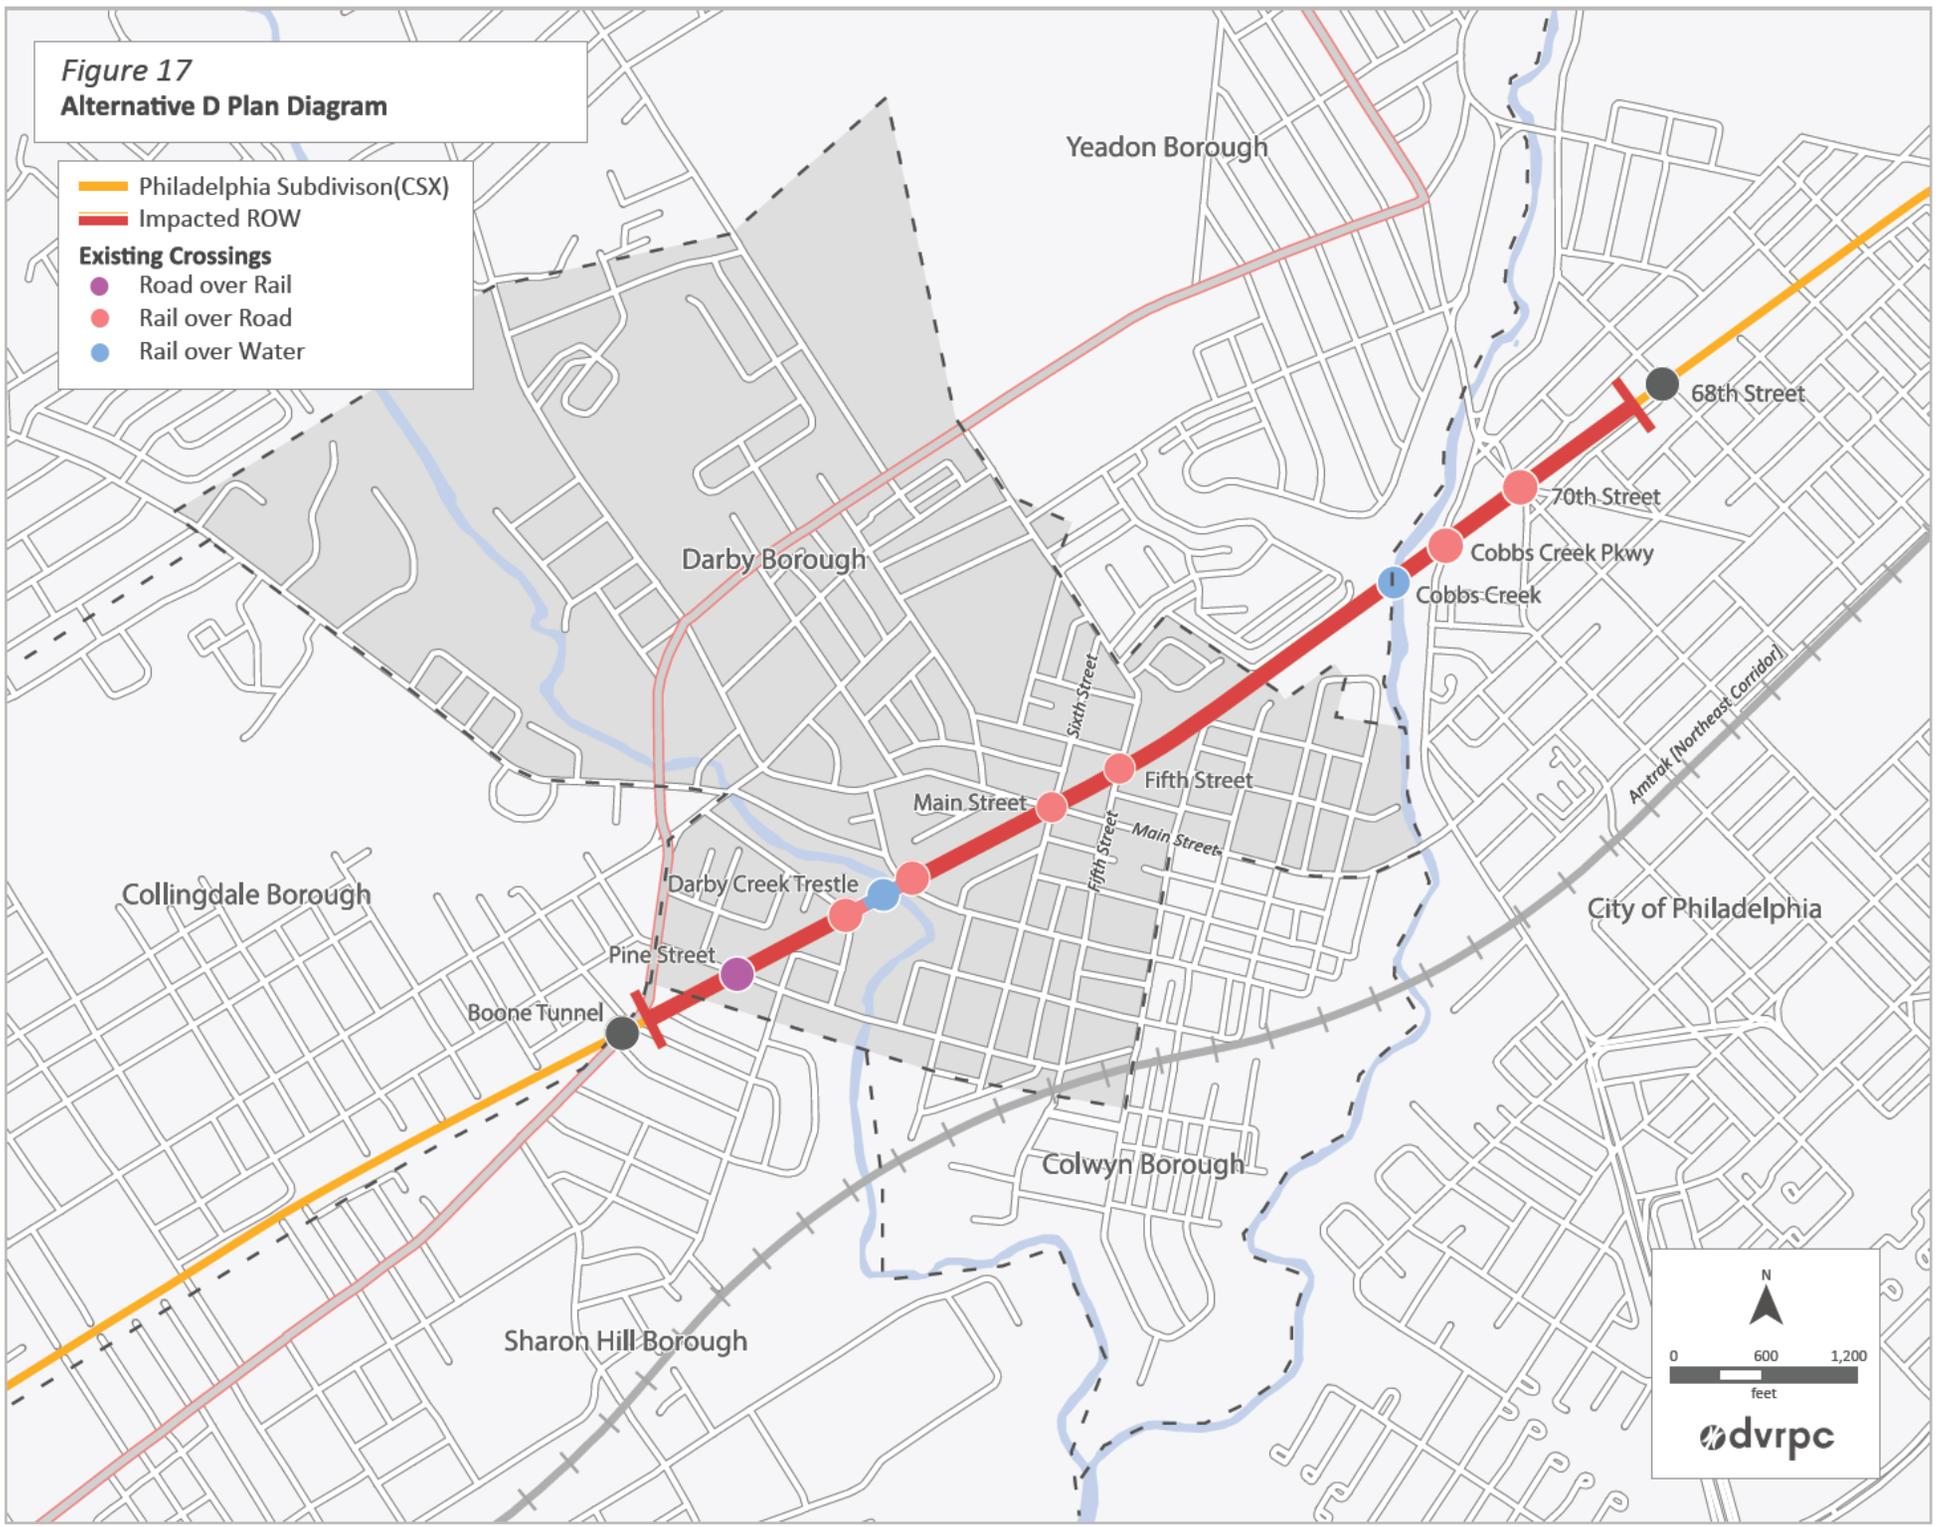 Figure 17
Alternative D Plan Diagram
Philadelphia Subdivison(CSX)
Impacted ROW
Existing Crossings
Road over Rail
Rail over Road
Rail over Water
Yeadon Borough
68th Street
70th Street
Cobbs Creek Pkwy
Cobbs Creek
Darby Borough
Sixth Street
Amtrak [Northeast Corridor]
Fifth Street
Main Street
Main Street
Fifth Street
Darby Creek Trestle
Collingdale Borough
City of Philadelphia
Pine Street
Boone Tunnel
Colwyn Borough
Sharon Hill Borough
N
0 600 1,200
feet
dvrpc